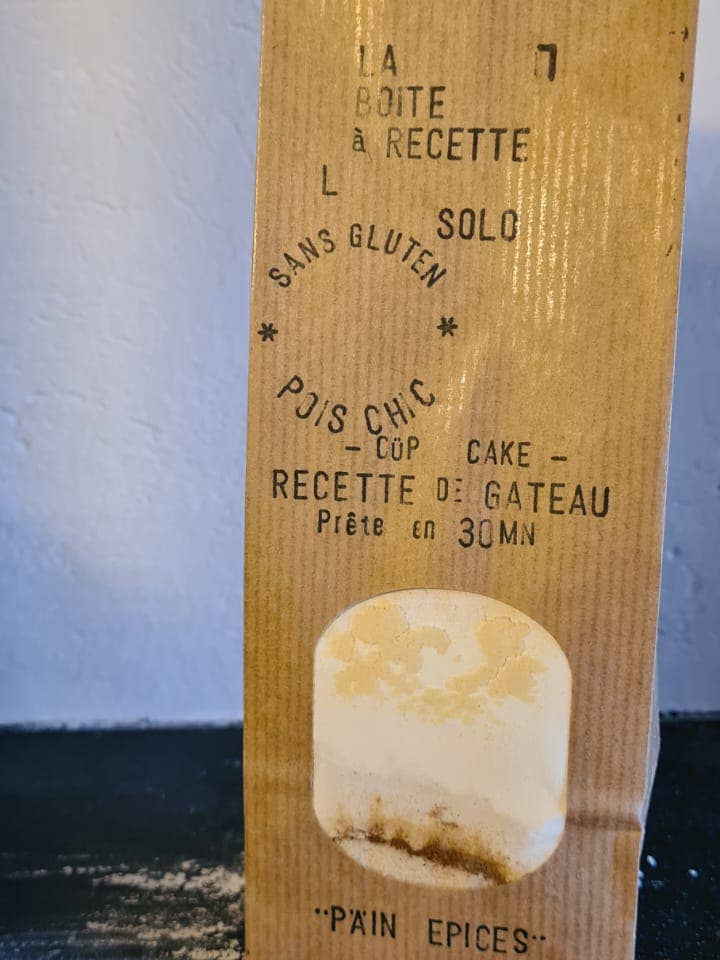 LA
BOiTE
à RECETTE
L
SOLO
SANS GLUTEN
* *
POIS CHIC
- CüP CAKE -
RECETTE DE GATEAU
Prête en 30MN
¨PÄIN EPICES¨